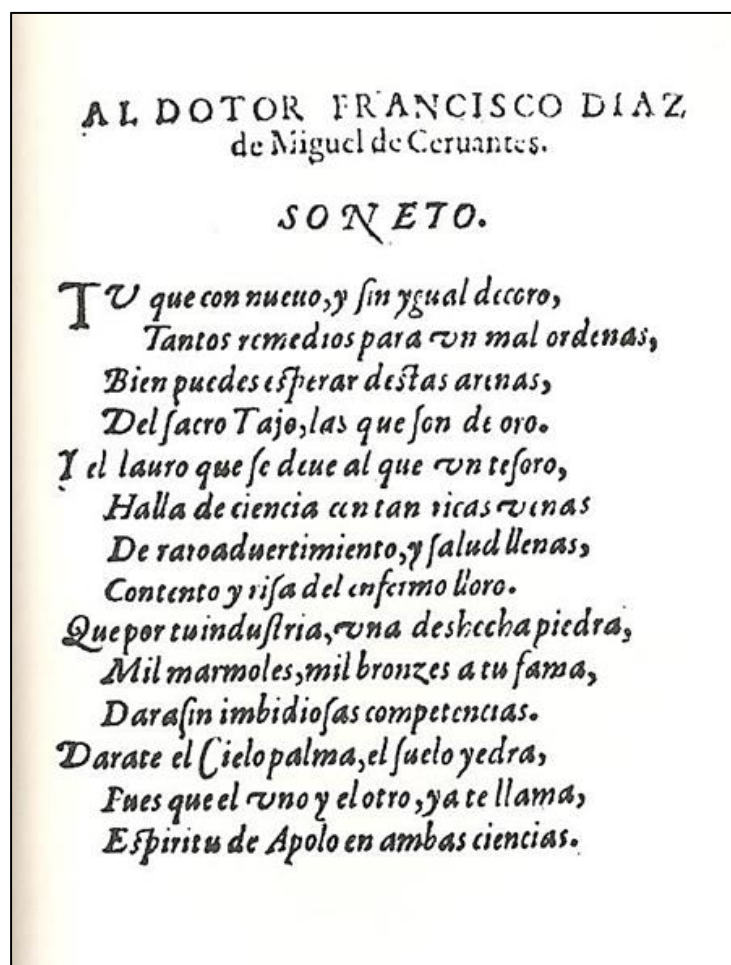 AL DOTOR FRANCISCO DIAZ
de Miguel de Ceruantes.
SONETO.
TV que con nueuo, y ſin ygual decoro,
Tantos remedios para vn mal ordenas,
Bien puedes eſperar deſtas arenas,
Del ſacro Tajo, las que ſon de oro.
Y el lauro que ſe deue al que vn teſoro,
Halla de ciencia con tan ricas venas
De raro aduertimiento, y ſalud llenas,
Contento y riſa del enfermo lloro.
Que por tu induſtria, vna deshecha piedra,
Mil marmoles, mil bronzes a tu fama,
Dara ſin imbidioſas competencias.
Darate el Cielo palma, el ſuelo yedra,
Pues que el vno y el otro, ya te llama,
Eſpiritu de Apolo en ambas ciencias.